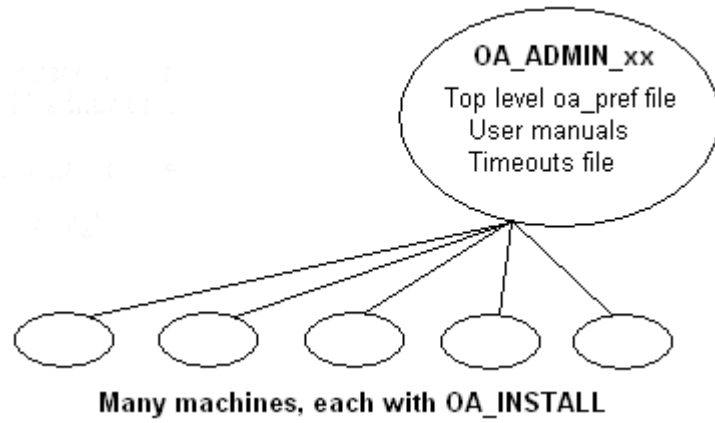 OA_ADMIN_xx
Top level oa_pref file
User manuals
Timeouts file
Many machines, each with OA_INSTALL